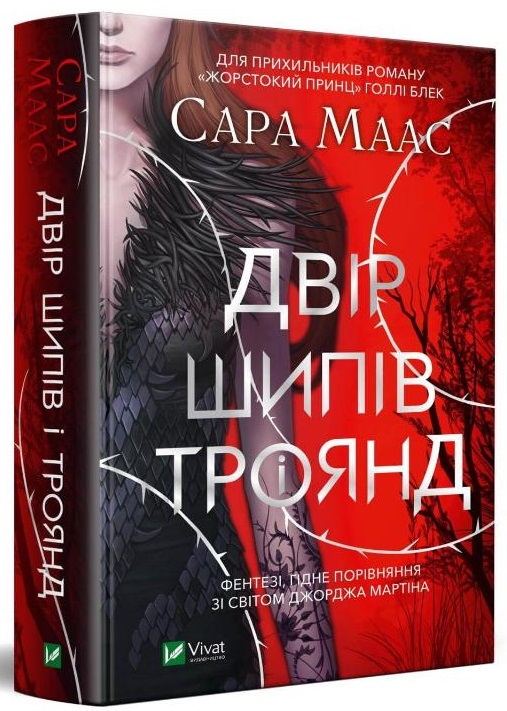 САРА МААС
ДВІР ШИПІВ І ТРОЯНД
ДЛЯ ПРИХИЛЬНИКІВ РОМАНУ
«ЖОРСТОКИЙ ПРИНЦ» ГОЛЛІ БЛЕК
САРА МААС
ДВІР
ШИПІВ
І
ТРОЯНД
ФЕНТЕЗІ, ГІДНЕ ПОРІВНЯННЯ
ЗІ СВІТОМ ДЖОРДЖА МАРТІНА
Vivat
ВИДАВНИЦТВО